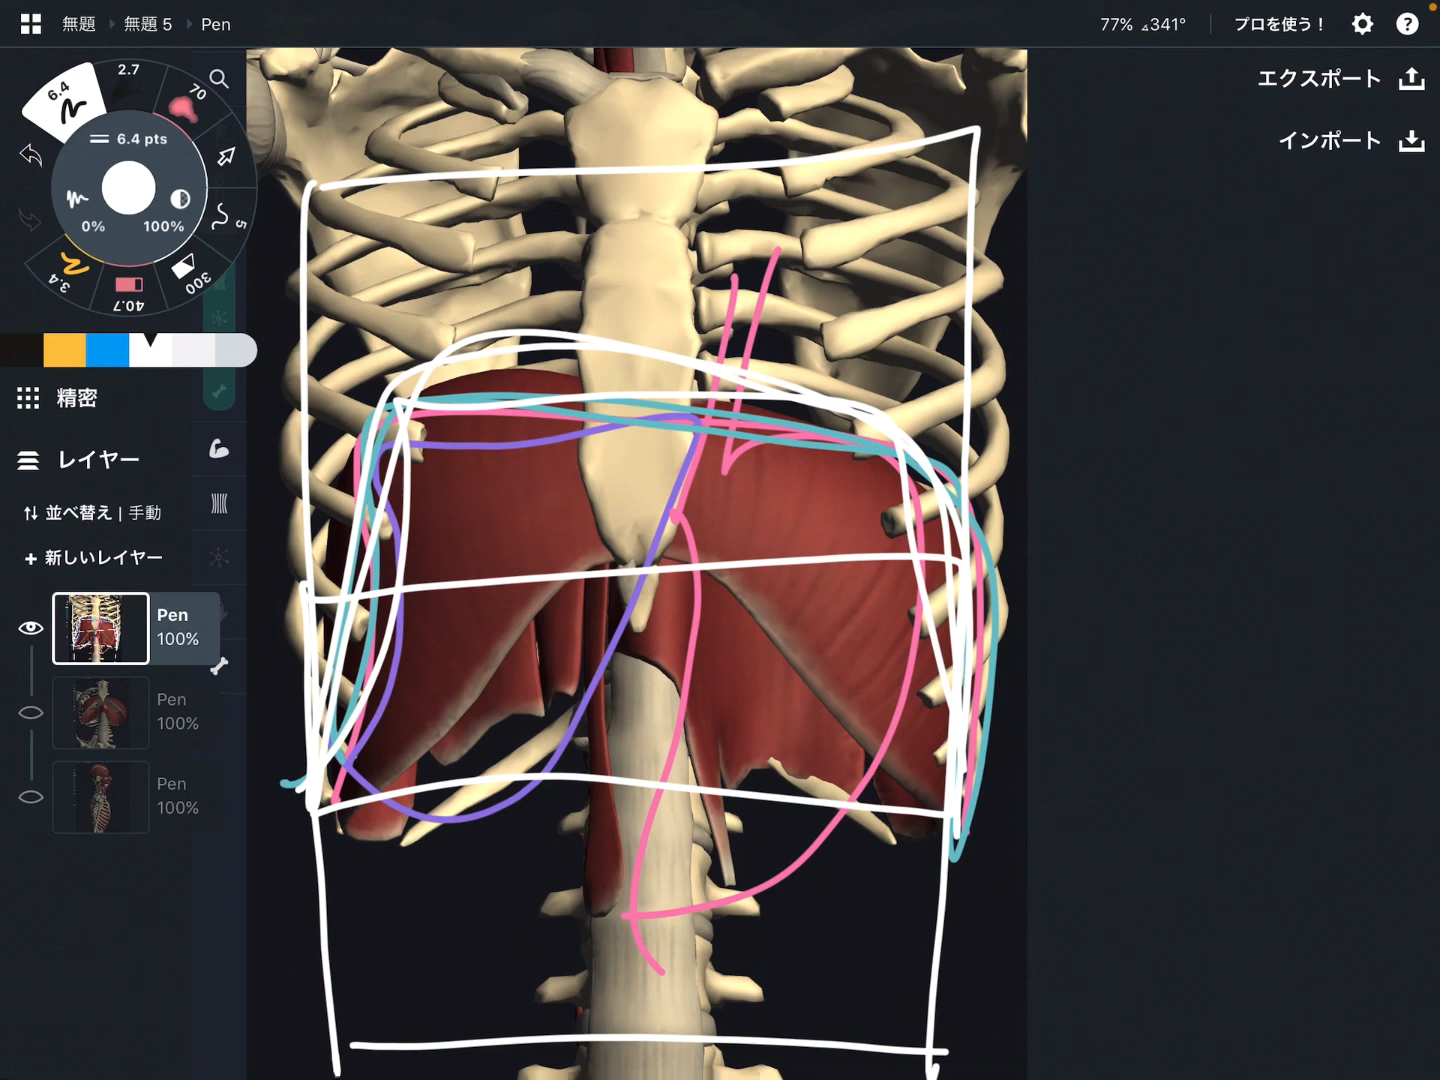 無題 無題 5 Pen
77% ⊿341° プロを使う！
エクスポート
インポート
2.7
6.4
70
6.4 pts
0% 100%
5
3.4
40.7
300
精密
レイヤー
並べ替え | 手動
+ 新しいレイヤー
Pen
100%
Pen
100%
Pen
100%